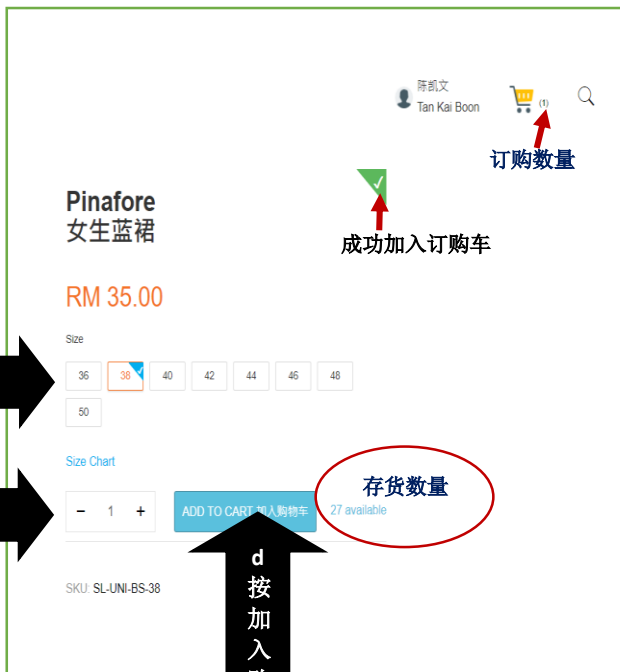 陈凯文
Tan Kai Boon
(1)
订购数量
Pinafore
女生蓝裙
成功加入订购车
RM 35.00
Size
36 38 40 42 44 46 48
50
Size Chart
存货数量
- 1 + ADD TO CART 加入购物车 27 available
d
按
加
入
SKU: SL-UNI-BS-38